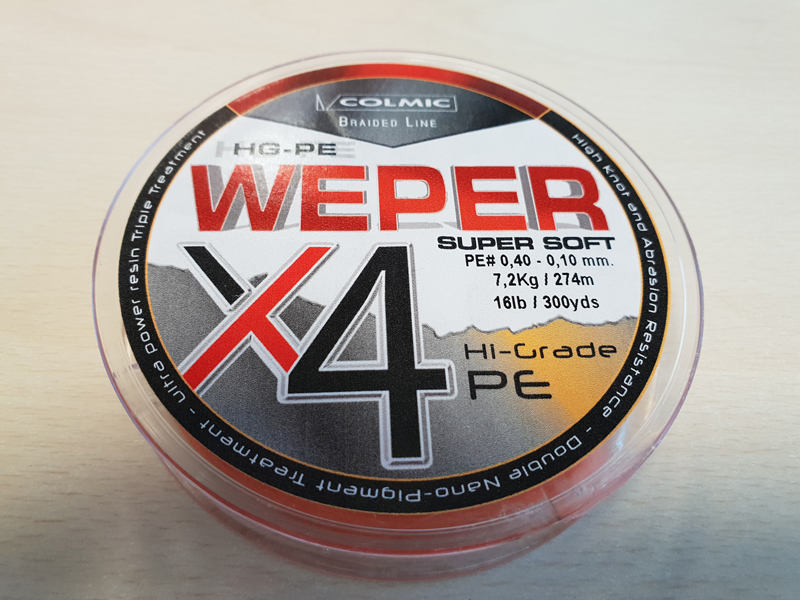 COLMIC
BRAIDED LINE
HG-PE
WEPER
X4
SUPER SOFT
PE# 0,40 - 0,10 mm.
7,2Kg / 274m
16lb / 300yds
Hi-Grade
PE
High Knot and Abrasion Resistance - Double Nano-Pigment Treatment - Ultra Power resin Triple Treatment